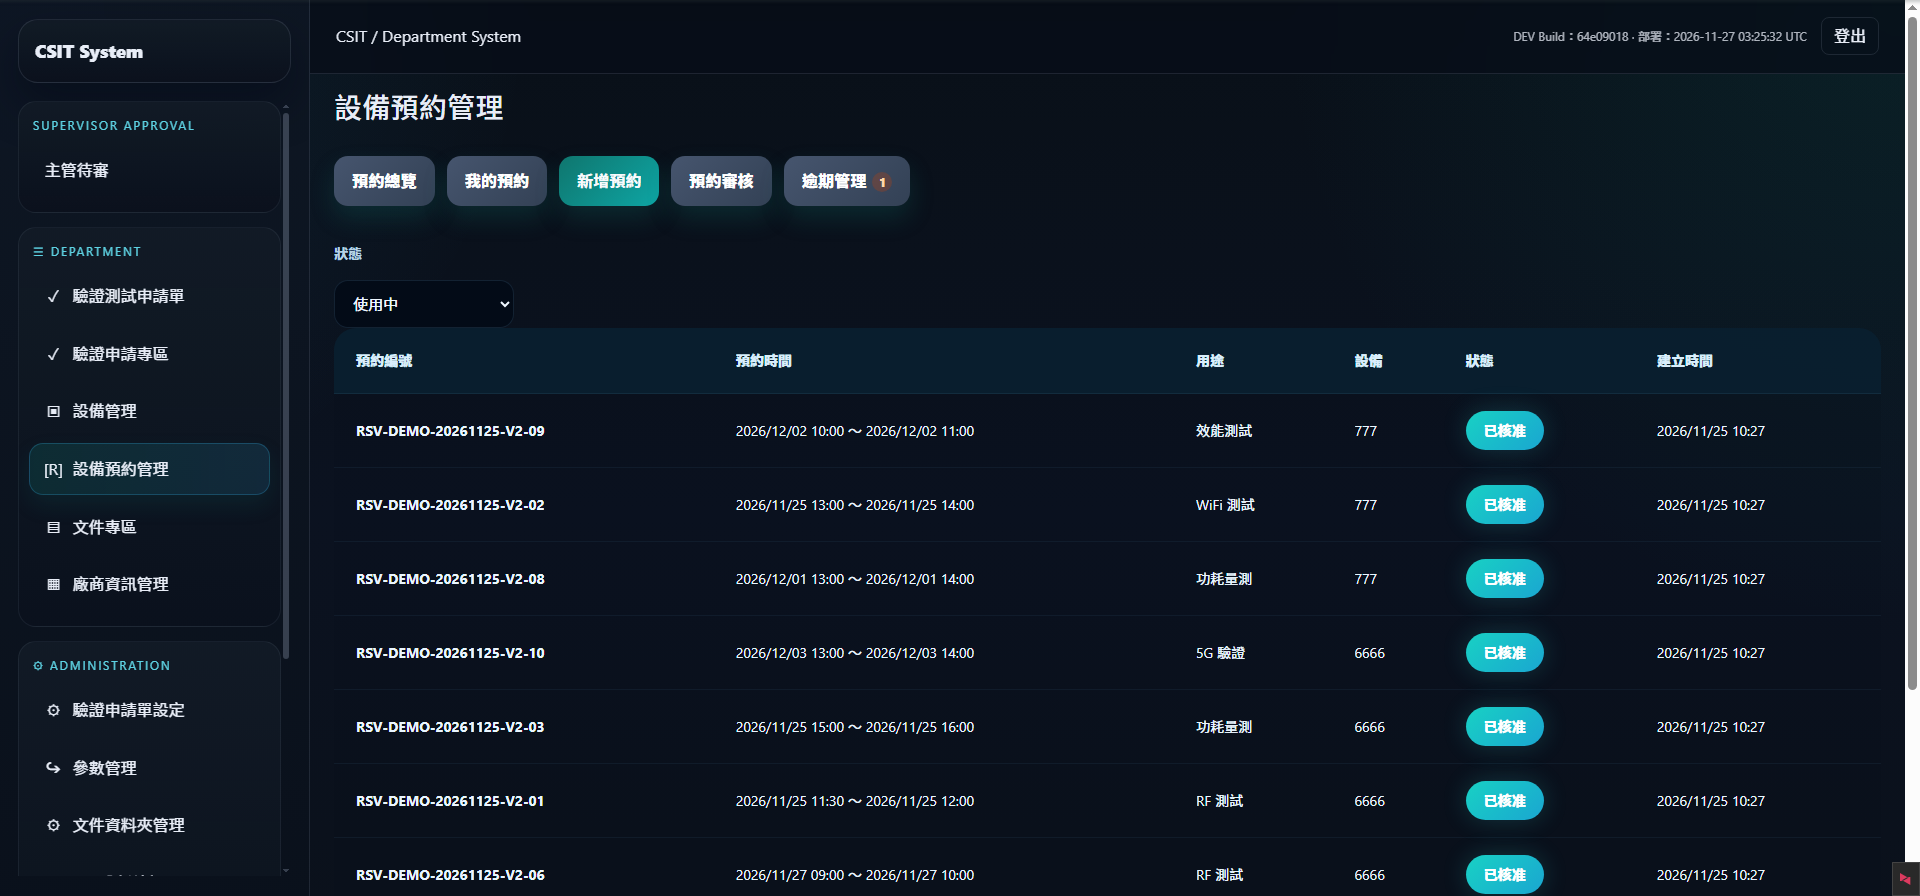 CSIT System
SUPERVISOR APPROVAL
主管待審
☰ DEPARTMENT
✓ 驗證測試申請單
✓ 驗證申請專區
▣ 設備管理
[R] 設備預約管理
▤ 文件專區
▦ 廠商資訊管理
⚙ ADMINISTRATION
⚙ 驗證申請單設定
↪ 參數管理
⚙ 文件資料夾管理
CSIT / Department System
DEV Build：64e09018 · 部署：2026-11-27 03:25:32 UTC
登出
設備預約管理
預約總覽 我的預約 新增預約 預約審核 逾期管理 1
狀態
使用中
預約編號 預約時間 用途 設備 狀態 建立時間
RSV-DEMO-20261125-V2-09 2026/12/02 10:00 ～ 2026/12/02 11:00 效能測試 777 已核准 2026/11/25 10:27
RSV-DEMO-20261125-V2-02 2026/11/25 13:00 ～ 2026/11/25 14:00 WiFi 測試 777 已核准 2026/11/25 10:27
RSV-DEMO-20261125-V2-08 2026/12/01 13:00 ～ 2026/12/01 14:00 功耗量測 777 已核准 2026/11/25 10:27
RSV-DEMO-20261125-V2-10 2026/12/03 13:00 ～ 2026/12/03 14:00 5G 驗證 6666 已核准 2026/11/25 10:27
RSV-DEMO-20261125-V2-03 2026/11/25 15:00 ～ 2026/11/25 16:00 功耗量測 6666 已核准 2026/11/25 10:27
RSV-DEMO-20261125-V2-01 2026/11/25 11:30 ～ 2026/11/25 12:00 RF 測試 6666 已核准 2026/11/25 10:27
RSV-DEMO-20261125-V2-06 2026/11/27 09:00 ～ 2026/11/27 10:00 RF 測試 6666 已核准 2026/11/25 10:27